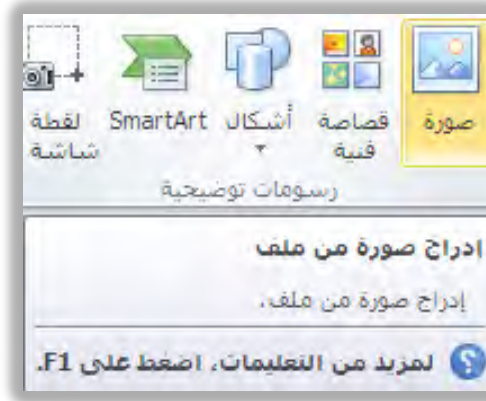 صورة
قصاصة فنية
أشكال
SmartArt
لقطة شاشة
رسومات توضيحية
إدراج صورة من ملف
إدراج صورة من ملف.
لمزيد من التعليمات، اضغط على F1.